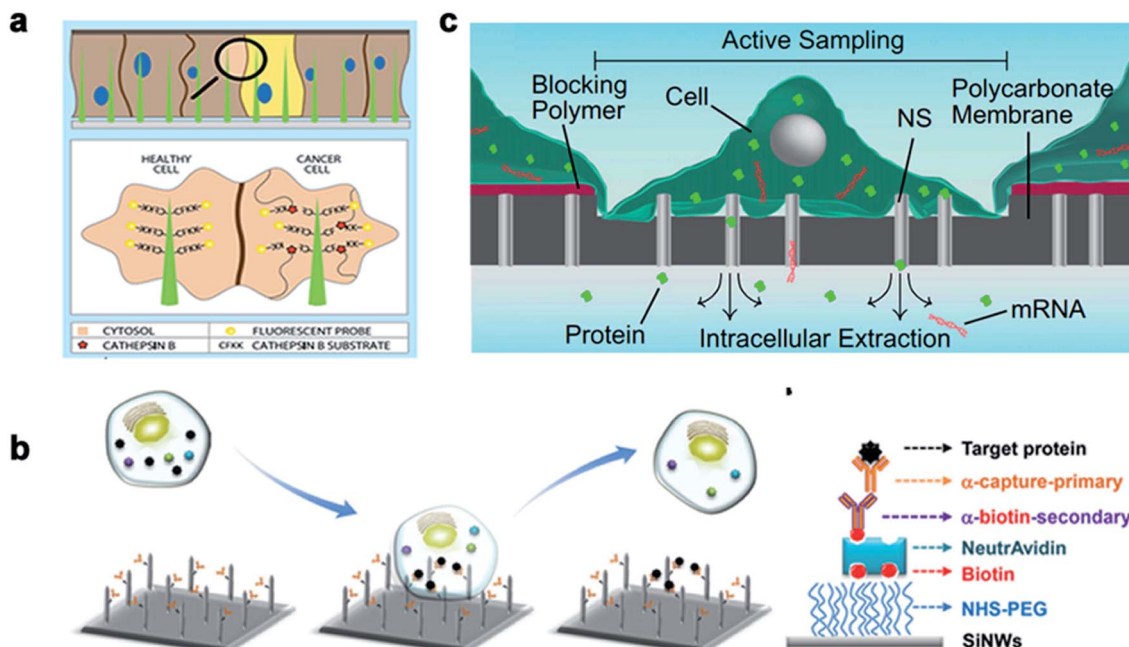 a
HEALTHY
CELL
CANCER
CELL
CYTOSOL
FLUORESCENT PROBE
CATHEPSIN B
CFKK CATHEPSIN B SUBSTRATE
c
Active Sampling
Blocking
Polymer
Cell
NS
Polycarbonate
Membrane
Protein
Intracellular Extraction
mRNA
b
Target protein
α-capture-primary
α-biotin-secondary
NeutrAvidin
Biotin
NHS-PEG
SiNWs